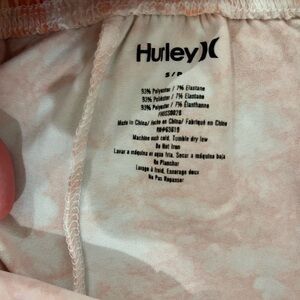 Hurley
S/P
93% Polyester / 7% Elastane
93% Poliéster / 7% Elastano
93% Polyester / 7% Élasthanne
Made in China/ Hecho en China/ Fabriqué en China
Machine wash cold, Tumble dry low
Do Not Iron
Lavar a máquina en agua fría, Secar a máquina bajo
No Planchar
Lavage à froid, Essorage doux
No Pas Repasser